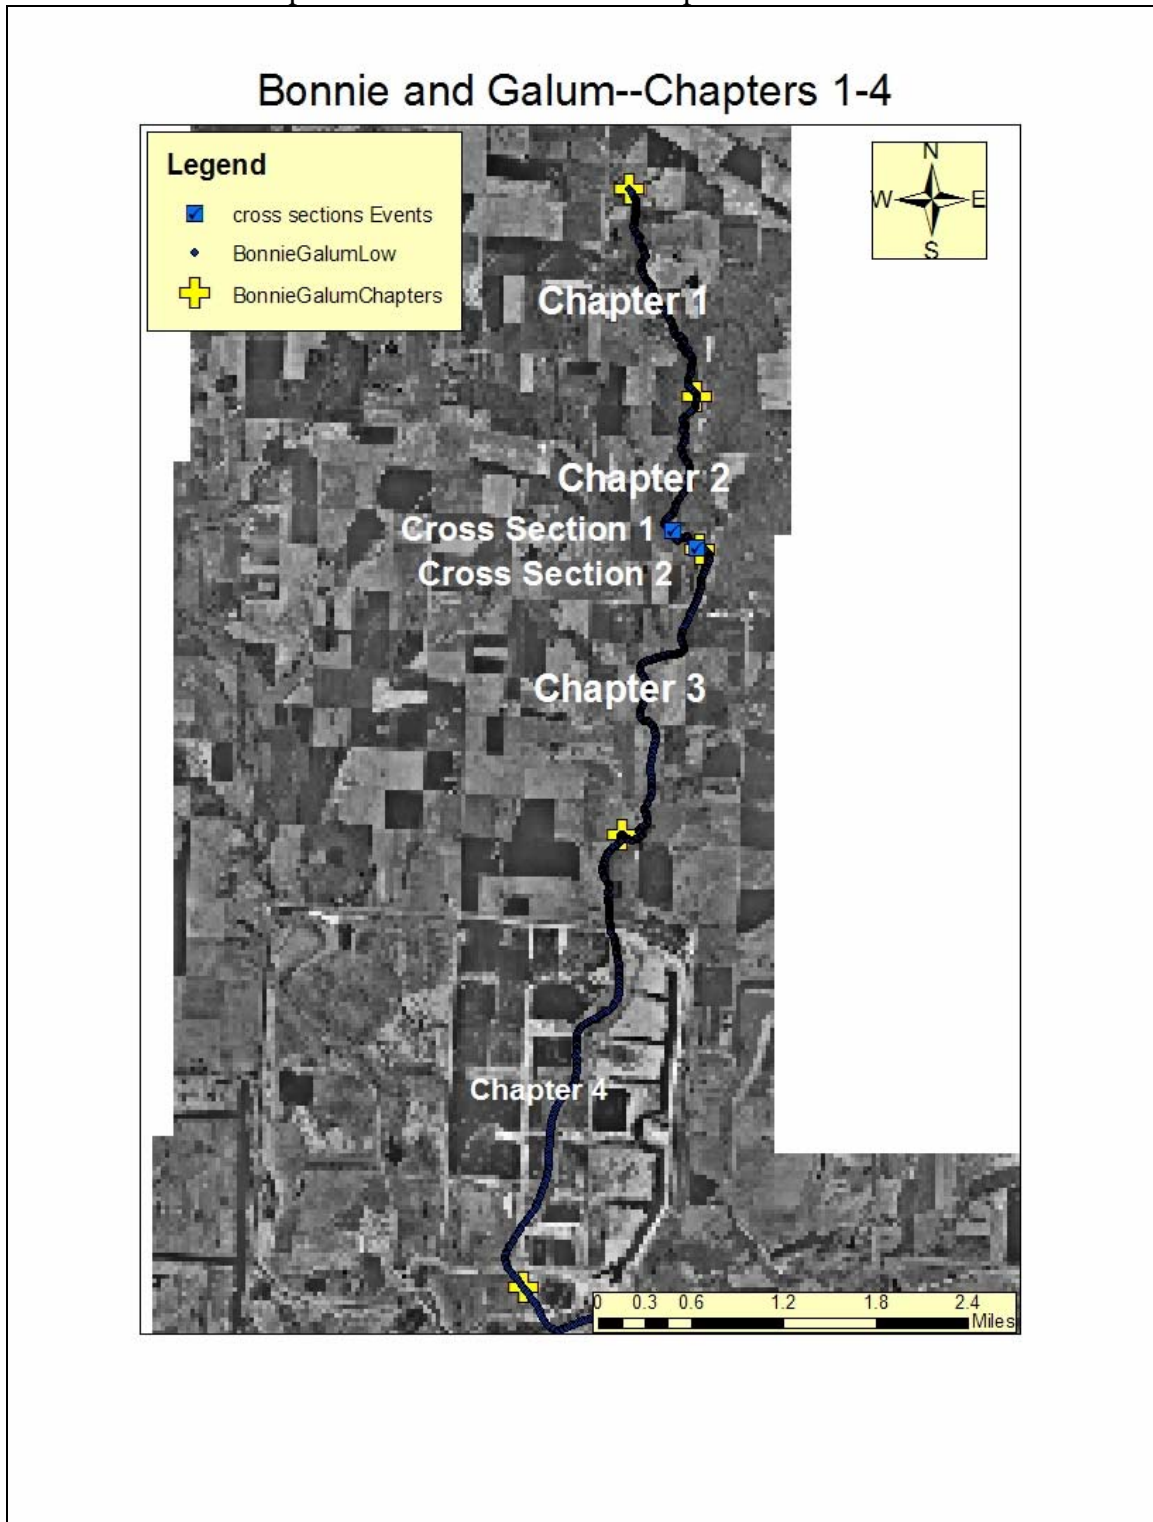 Bonnie and Galum--Chapters 1-4
Legend
cross sections Events
BonnieGalumLow
BonnieGalumChapters
N
W E
S
Chapter 1
Chapter 2
Cross Section 1
Cross Section 2
Chapter 3
Chapter 4
0 0.3 0.6 1.2 1.8 2.4
Miles